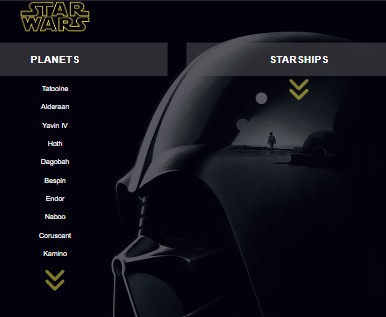 STAR
WARS
PLANETS
STARSHIPS
Tatooine
Alderaan
Yavin IV
Hoth
Dagobah
Bespin
Endor
Naboo
Coruscant
Kamino